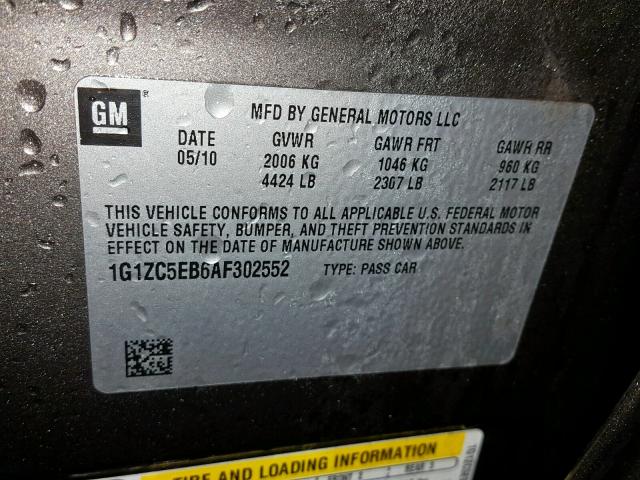 GM ®
MFD BY GENERAL MOTORS LLC
DATE GVWR GAWR FRT GAWR RR
05/10 2006 KG 1046 KG 960 KG
4424 LB 2307 LB 2117 LB
THIS VEHICLE CONFORMS TO ALL APPLICABLE U.S. FEDERAL MOTOR
VEHICLE SAFETY, BUMPER, AND THEFT PREVENTION STANDARDS IN
EFFECT ON THE DATE OF MANUFACTURE SHOWN ABOVE.
1G1ZC5EB6AF302552 TYPE: PASS CAR
TIRE AND LOADING INFORMATION
FRONT REAR